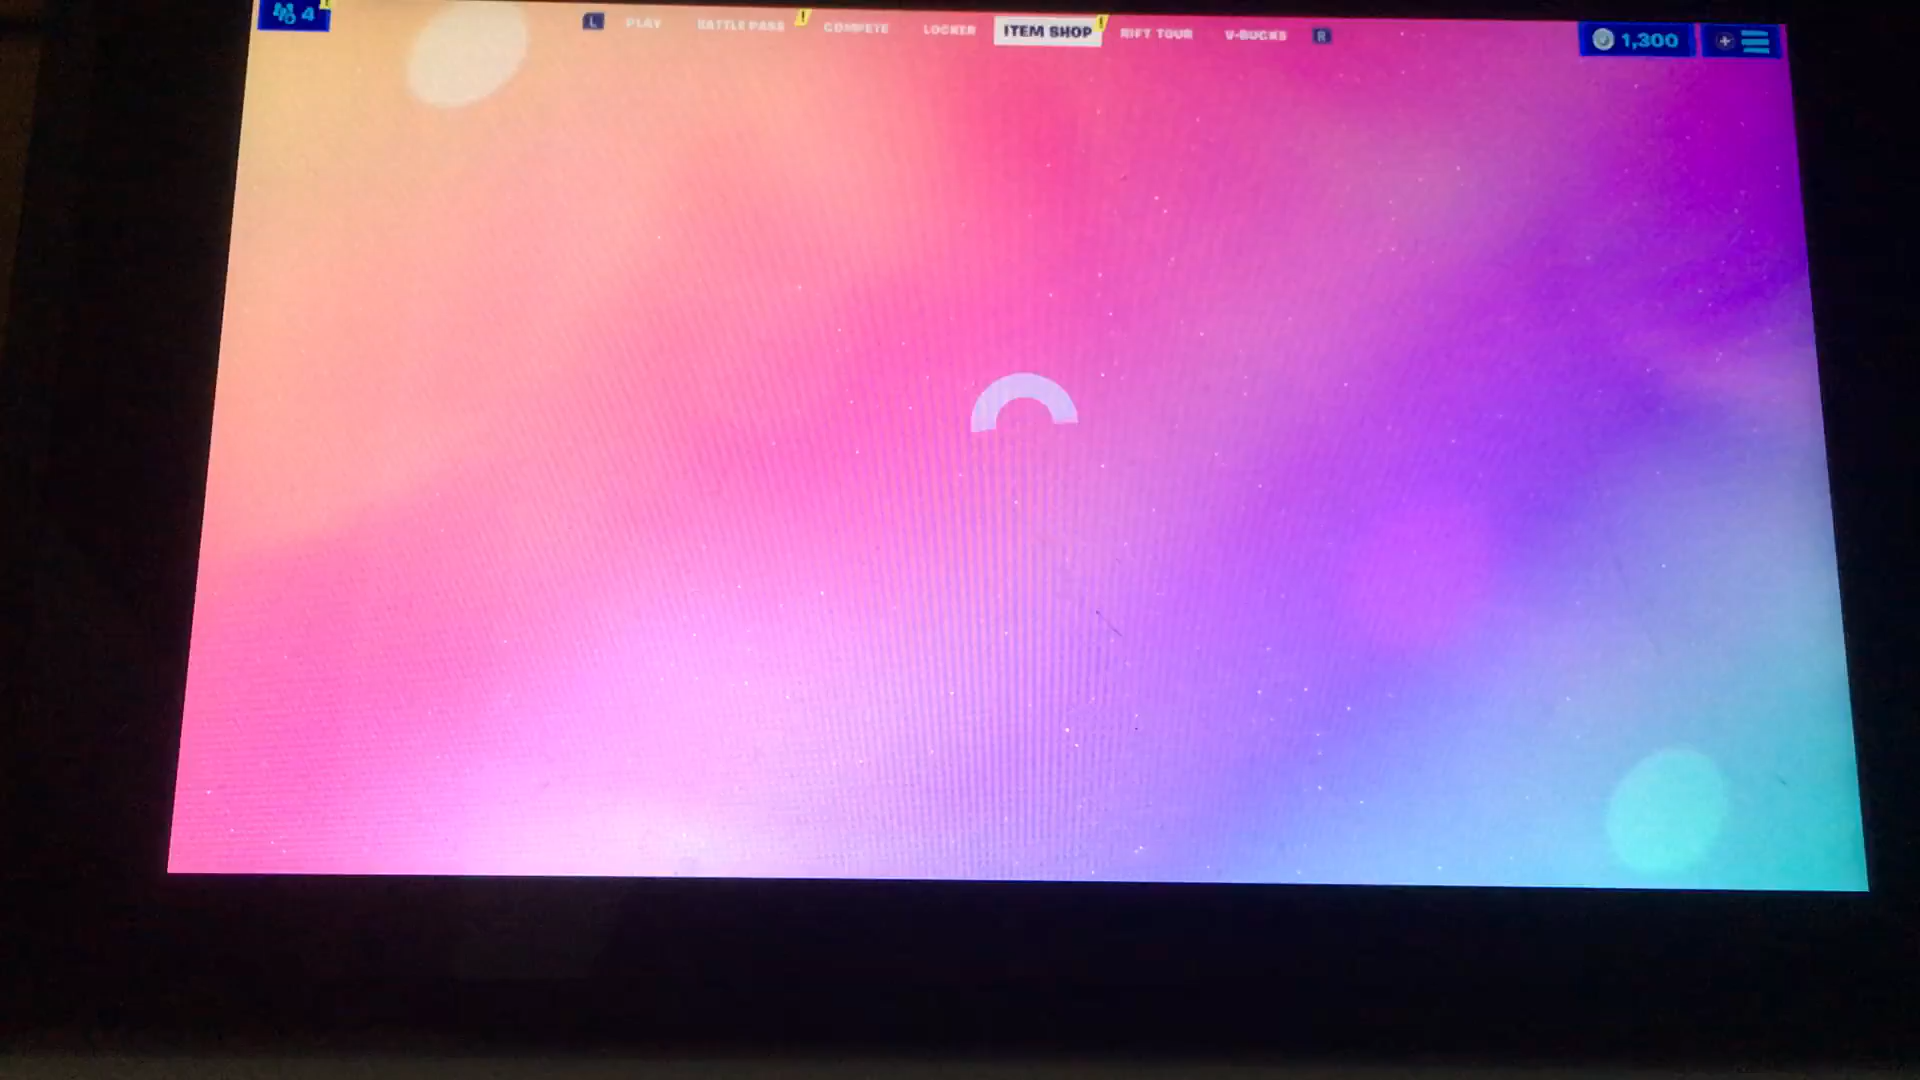 4 L PLAY BATTLE PASS ! COMPETE LOCKER ITEM SHOP ! RIFT TOUR V-BUCKS R 1,300 +